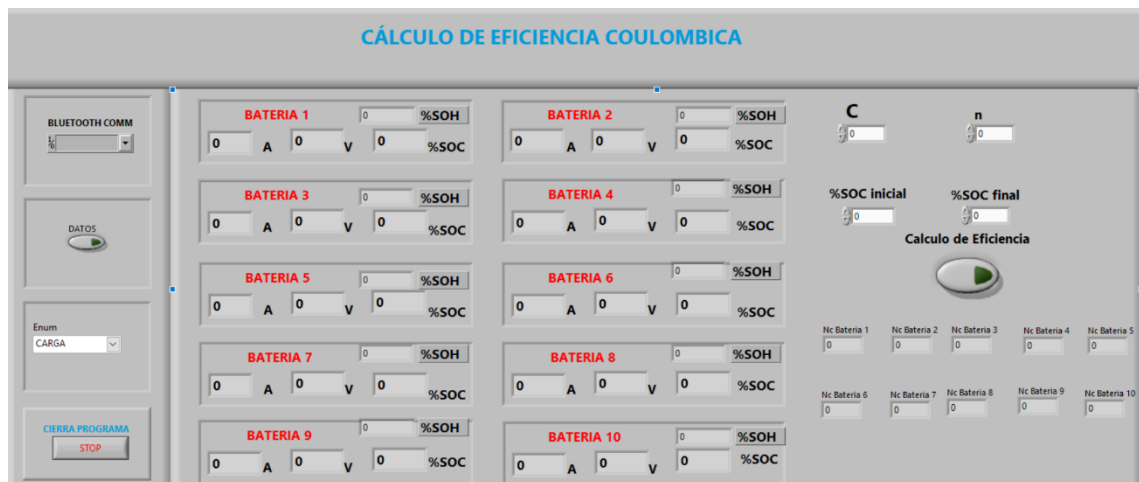 CÁLCULO DE EFICIENCIA COULOMBICA
BLUETOOTH COMM
DATOS
Enum
CARGA
CIERRA PROGRAMA
STOP
BATERIA 1 0 %SOH
0 A 0 V 0 %SOC
BATERIA 2 0 %SOH
0 A 0 V 0 %SOC
BATERIA 3 0 %SOH
0 A 0 V 0 %SOC
BATERIA 4 0 %SOH
0 A 0 V 0 %SOC
BATERIA 5 0 %SOH
0 A 0 V 0 %SOC
BATERIA 6 0 %SOH
0 A 0 V 0 %SOC
BATERIA 7 0 %SOH
0 A 0 V 0 %SOC
BATERIA 8 0 %SOH
0 A 0 V 0 %SOC
BATERIA 9 0 %SOH
0 A 0 V 0 %SOC
BATERIA 10 0 %SOH
0 A 0 V 0 %SOC
C n
0 0
%SOC inicial %SOC final
0 0
Calculo de Eficiencia
Nc Bateria 1 Nc Bateria 2 Nc Bateria 3 Nc Bateria 4 Nc Bateria 5
0 0 0 0 0
Nc Bateria 6 Nc Bateria 7 Nc Bateria 8 Nc Bateria 9 Nc Bateria 10
0 0 0 0 0